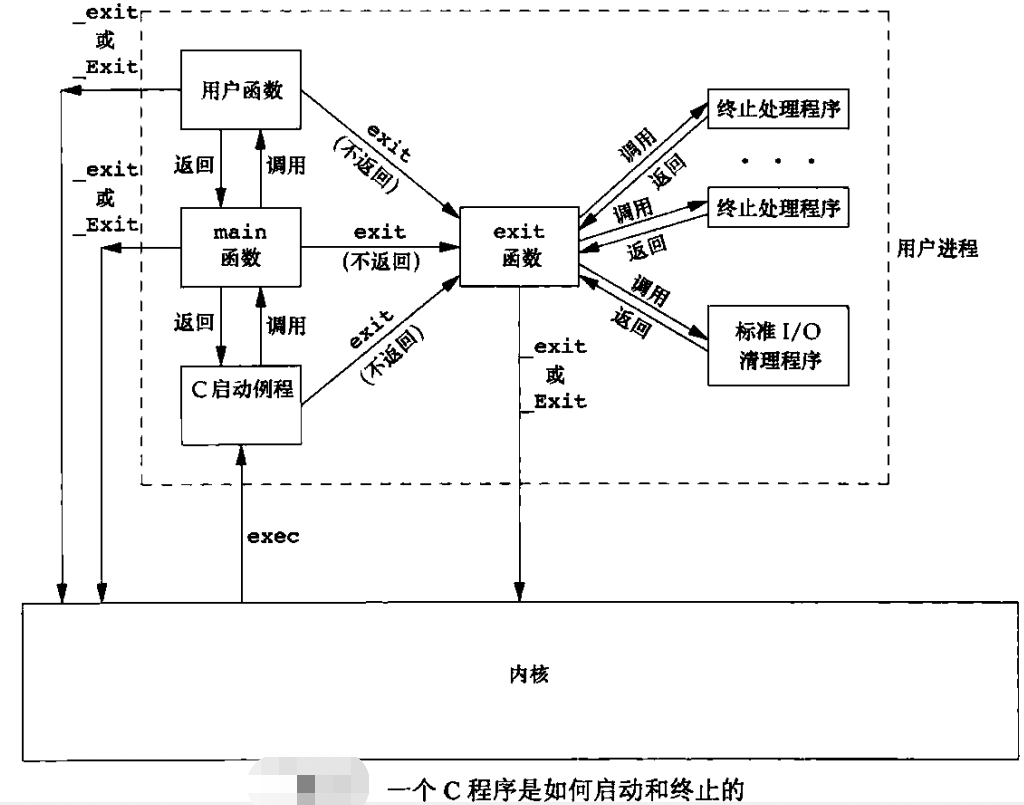 _exit
或
_Exit
用户函数
返回
调用
_exit
或
_Exit
main
函数
返回
调用
C 启动例程
exit
(不返回)
exit
(不返回)
exit
(不返回)
exit
函数
调用
返回
终止处理程序
· · ·
调用
返回
终止处理程序
调用
返回
标准 I/O
清理程序
用户进程
_exit
或
_Exit
exec
内核
一个 C 程序是如何启动和终止的